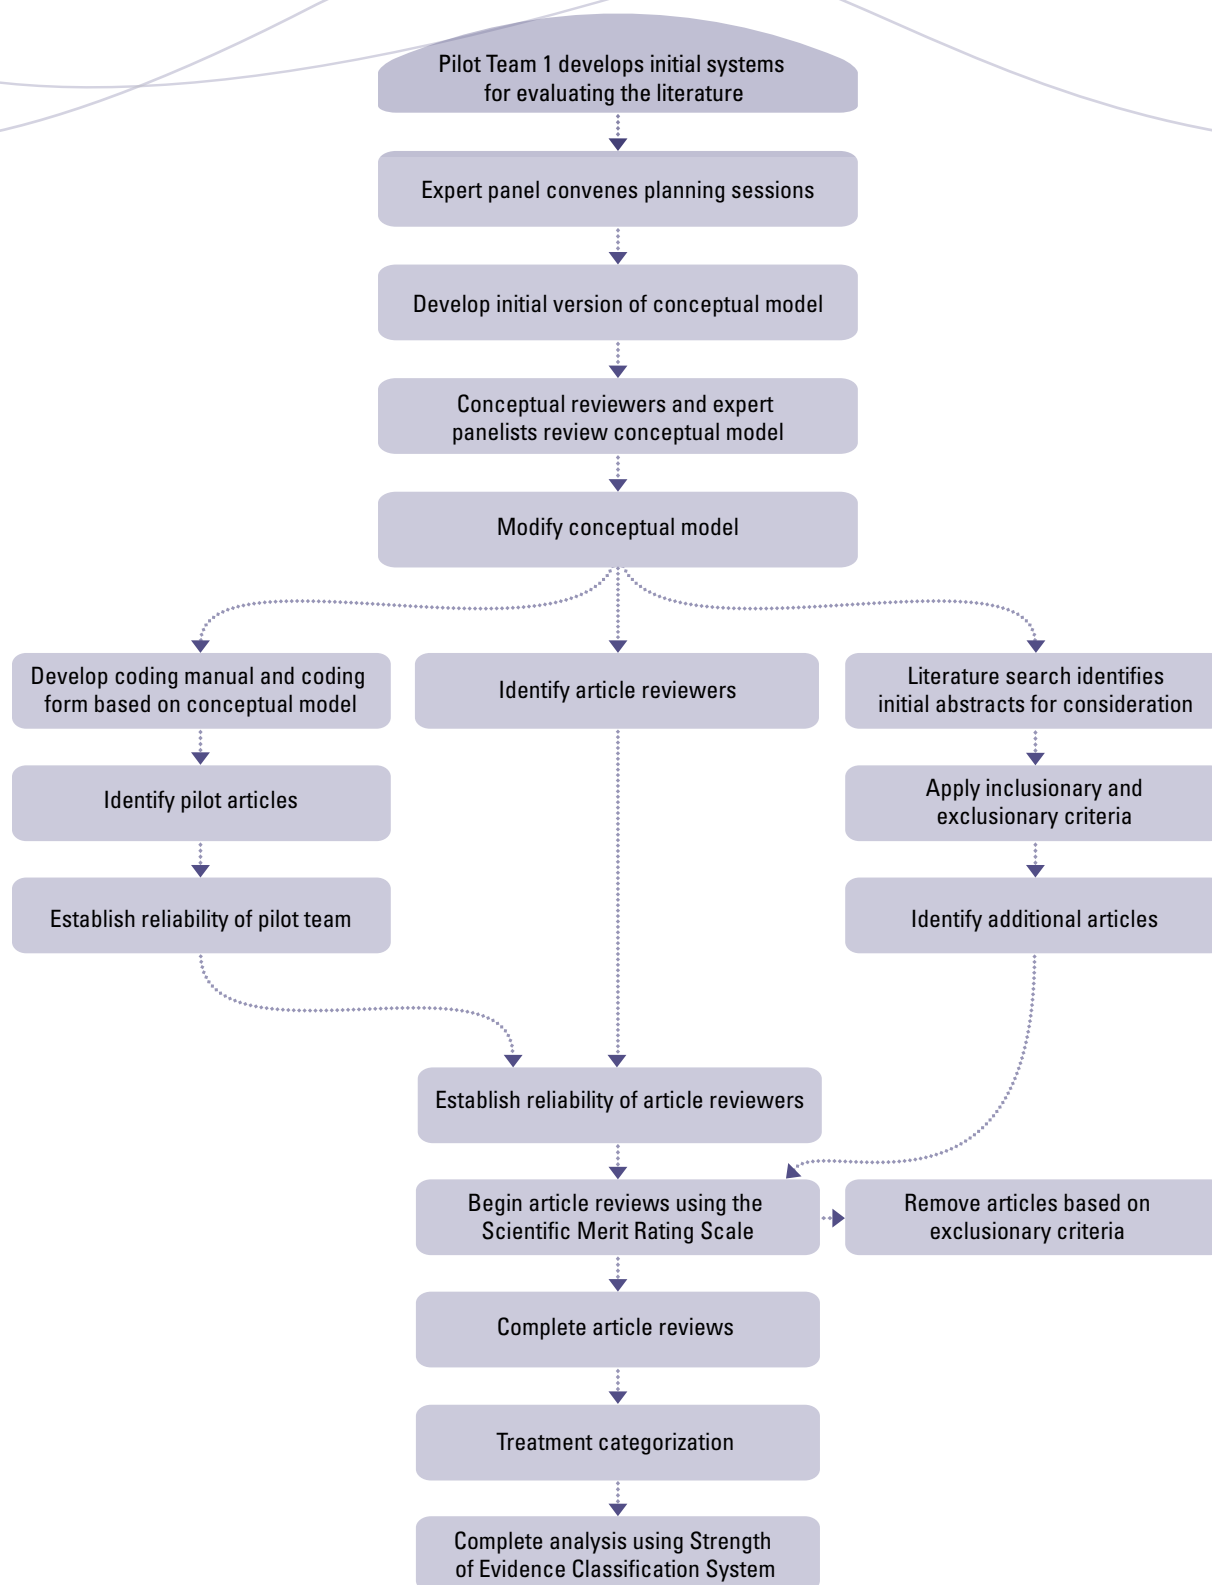 Pilot Team 1 develops initial systems
for evaluating the literature
Expert panel convenes planning sessions
Develop initial version of conceptual model
Conceptual reviewers and expert
panelists review conceptual model
Modify conceptual model
Develop coding manual and coding
form based on conceptual model
Identify article reviewers
Literature search identifies
initial abstracts for consideration
Identify pilot articles
Apply inclusionary and
exclusionary criteria
Establish reliability of pilot team
Identify additional articles
Establish reliability of article reviewers
Begin article reviews using the
Scientific Merit Rating Scale
Remove articles based on
exclusionary criteria
Complete article reviews
Treatment categorization
Complete analysis using Strength
of Evidence Classification System